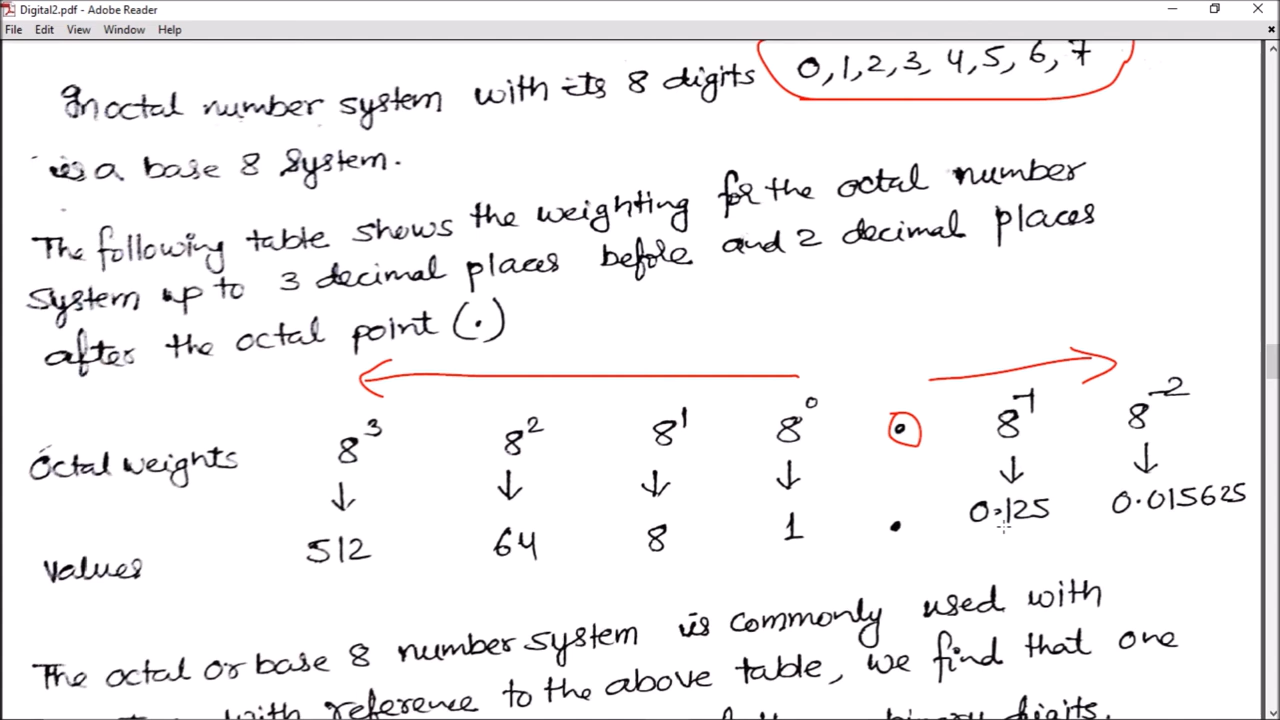 Digital2.pdf - Adobe Reader
File Edit View Window Help
In octal number system with its 8 digits 0, 1, 2, 3, 4, 5, 6, 7
is a base 8 system.
The following table shows the weighting for the octal number
system up to 3 decimal places before and 2 decimal places
after the octal point (.)
Octal weights 8³ 8² 8¹ 8⁰ . 8⁻¹ 8⁻²
↓ ↓ ↓ ↓ ↓ ↓
Values 512 64 8 1 . 0.125 0.015625
The octal or base 8 number system is commonly used with
with reference to the above table, we find that one
binary digits.